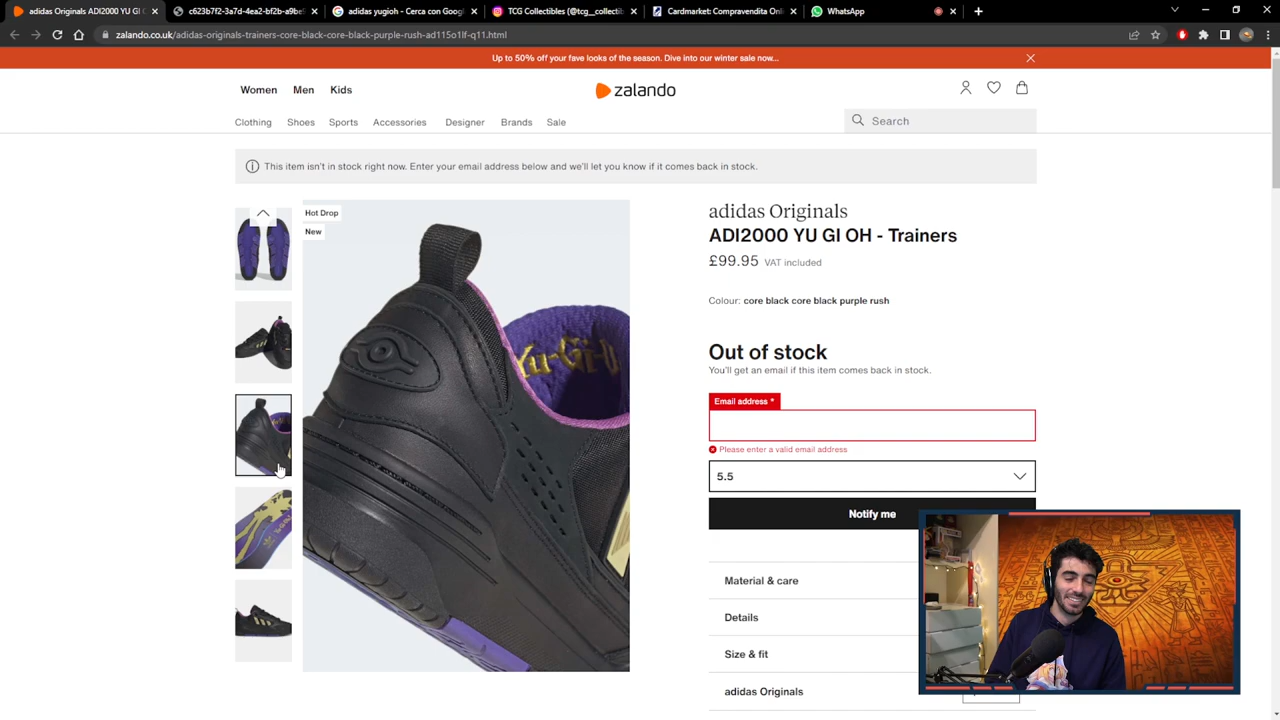 adidas Originals ADI2000 YU GI
c623b7f2-3a7d-4ea2-bf2b-a9be
adidas yugioh - Cerca con Googl
TCG Collectibles (@tcg_collectib
Cardmarket: Compravendita Onl
WhatsApp
zalando.co.uk/adidas-originals-trainers-core-black-core-black-purple-rush-ad115o1lf-q11.html
Up to 50% off your fave looks of the season. Dive into our winter sale now...
Women Men Kids
zalando
Clothing Shoes Sports Accessories Designer Brands Sale
Search
This item isn't in stock right now. Enter your email address below and we'll let you know if it comes back in stock.
Hot Drop
New
Yu-Gi-
adidas Originals
ADI2000 YU GI OH - Trainers
£99.95 VAT included
Colour: core black core black purple rush
Out of stock
You'll get an email if this item comes back in stock.
Email address *
Please enter a valid email address
5.5
Notify me
Material & care
Details
Size & fit
adidas Originals